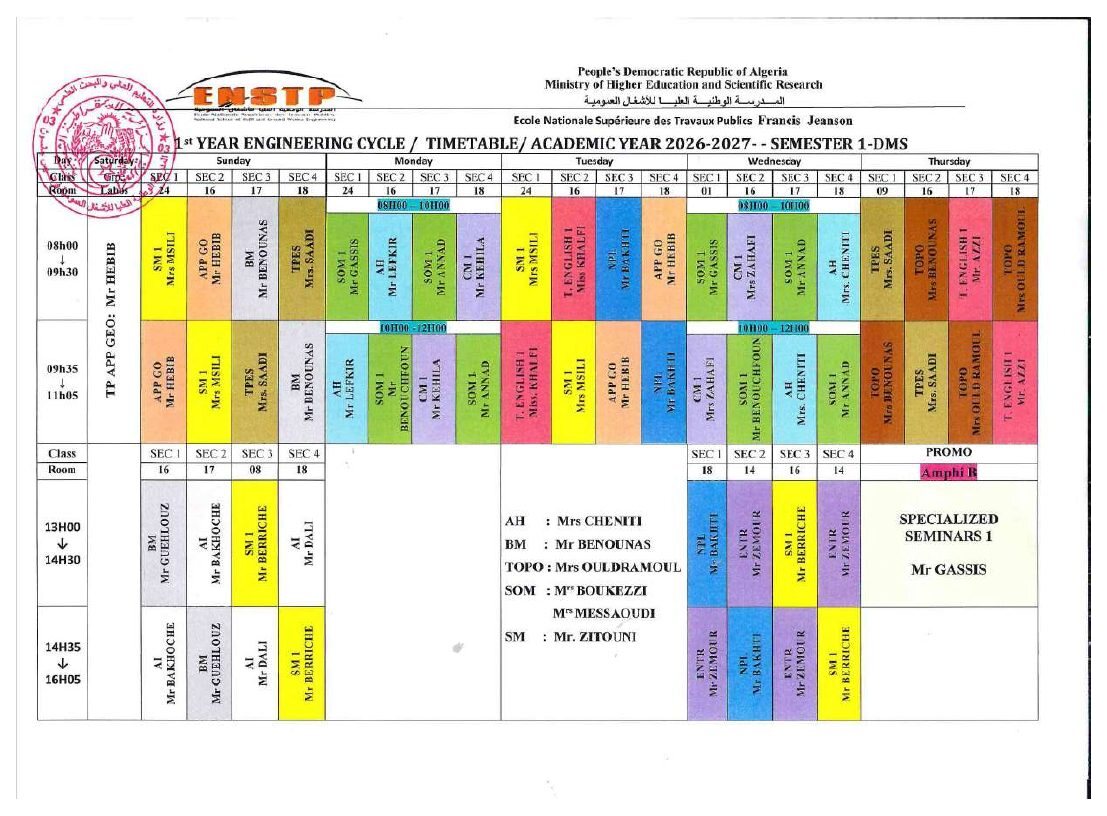 People's Democratic Republic of Algeria
Ministry of Higher Education and Scientific Research
المــدرســة الوطنيــة العليــا للأشغـال العموميـة
Ecole Nationale Supérieure des Travaux Publics Francis Jeanson
ENSTP
1st YEAR ENGINEERING CYCLE / TIMETABLE/ ACADEMIC YEAR 2026-2027- - SEMESTER 1-DMS
Day Saturday Sunday Monday Tuesday Wednesday Thursday
Class SEC 1 SEC 2 SEC 3 SEC 4 SEC 1 SEC 2 SEC 3 SEC 4 SEC 1 SEC 2 SEC 3 SEC 4 SEC 1 SEC 2 SEC 3 SEC 4 SEC 1 SEC 2 SEC 3 SEC 4
Room Labos 24 16 17 18 24 16 17 18 24 16 17 18 01 16 17 18 09 16 17 18
08H00 – 10H00
08H00 – 10H00
08h00
↓
09h30
TP APP GEO: Mr HEBIB
SM 1
Mrs MSILI
APP GO
Mr HEBIB
BM
Mr BENOUNAS
TPES
Mrs. SAADI
SOM 1
Mr GASSIS
AH
Mr LEFKIR
SOM 1
Mr ANNAD
CM 1
Mr KEHILA
SM 1
Mrs MSILI
T. ENGLISH 1
Miss. KHALFI
NPL
Mr BAKHTI
APP GO
Mr HEBIB
SOM 1
Mr GASSIS
CM 1
Mrs ZAHAFI
SOM 1
Mr ANNAD
AH
Mrs. CHENITI
TPES
Mrs. SAADI
TOPO
Mrs BENOUNAS
T. ENGLISH 1
Mr. AZZI
TOPO
Mrs OULD RAMOUL
10H00 -12H00
10H00 – 12H00
09h35
↓
11h05
APP GO
Mr HEBIB
SM 1
Mrs MSILI
TPES
Mrs. SAADI
BM
Mr BENOUNAS
AH
Mr LEFKIR
SOM 1
Mr
BENOUCHFOUN
CM 1
Mr KEHILA
SOM 1
Mr ANNAD
T. ENGLISH 1
Miss. KHALFI
SM 1
Mrs MSILI
APP GO
Mr HEBIB
NPL
Mr BAKHTI
CM 1
Mrs ZAHAFI
SOM 1
Mr BENOUCHFOUN
AH
Mrs. CHENITI
SOM 1
Mr ANNAD
TOPO
Mrs BENOUNAS
TPES
Mrs. SAADI
TOPO
Mrs OULD RAMOUL
T. ENGLISH 1
Mr. AZZI
Class SEC 1 SEC 2 SEC 3 SEC 4 SEC 1 SEC 2 SEC 3 SEC 4 PROMO
Room 16 17 08 18 18 14 16 14 Amphi B
13H00
↓
14H30
BM
Mr GUEHLOUZ
AI
Mr BAKHOCHE
SM 1
Mr BERRICHE
AI
Mr DALI
AH : Mrs CHENITI
BM : Mr BENOUNAS
TOPO : Mrs OULDRAMOUL
SOM : Mrs BOUKEZZI
Mrs MESSAOUDI
SM : Mr. ZITOUNI
NPL
Mr BAKHTI
ENTR
Mr ZEMOUR
SM 1
Mr BERRICHE
ENTR
Mr ZEMOUR
SPECIALIZED
SEMINARS 1
Mr GASSIS
14H35
↓
16H05
AI
Mr BAKHOCHE
BM
Mr GUEHLOUZ
AI
Mr DALI
SM 1
Mr BERRICHE
ENTR
Mr ZEMOUR
NPL
Mr BAKHTI
ENTR
Mr ZEMOUR
SM 1
Mr BERRICHE